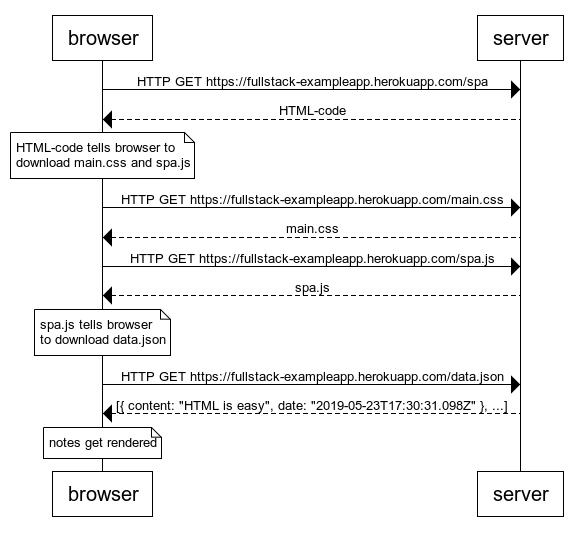 browser
server
HTTP GET https://fullstack-exampleapp.herokuapp.com/spa
HTML-code
HTML-code tells browser to
download main.css and spa.js
HTTP GET https://fullstack-exampleapp.herokuapp.com/main.css
main.css
HTTP GET https://fullstack-exampleapp.herokuapp.com/spa.js
spa.js
spa.js tells browser
to download data.json
HTTP GET https://fullstack-exampleapp.herokuapp.com/data.json
[{ content: "HTML is easy", date: "2019-05-23T17:30:31.098Z" }, ...]
notes get rendered
browser
server